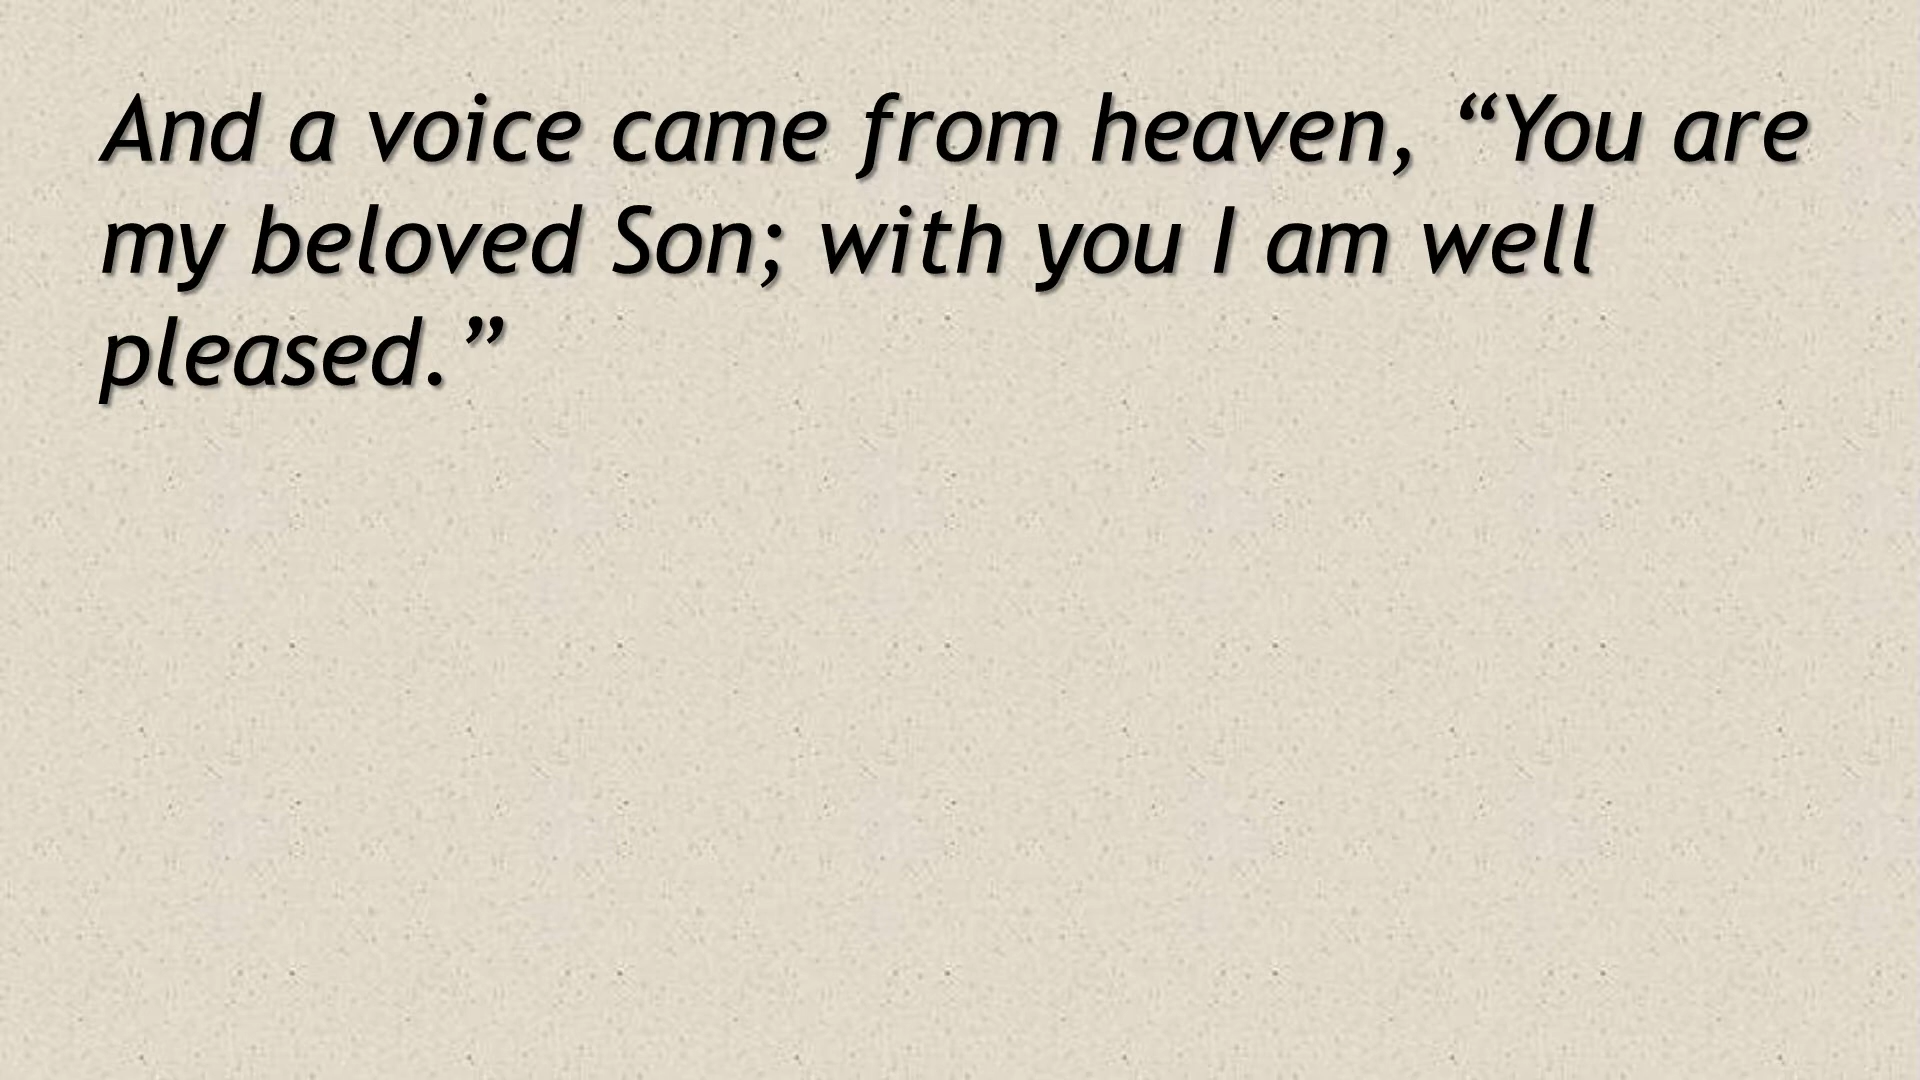 And a voice came from heaven, “You are
my beloved Son; with you I am well
pleased.”